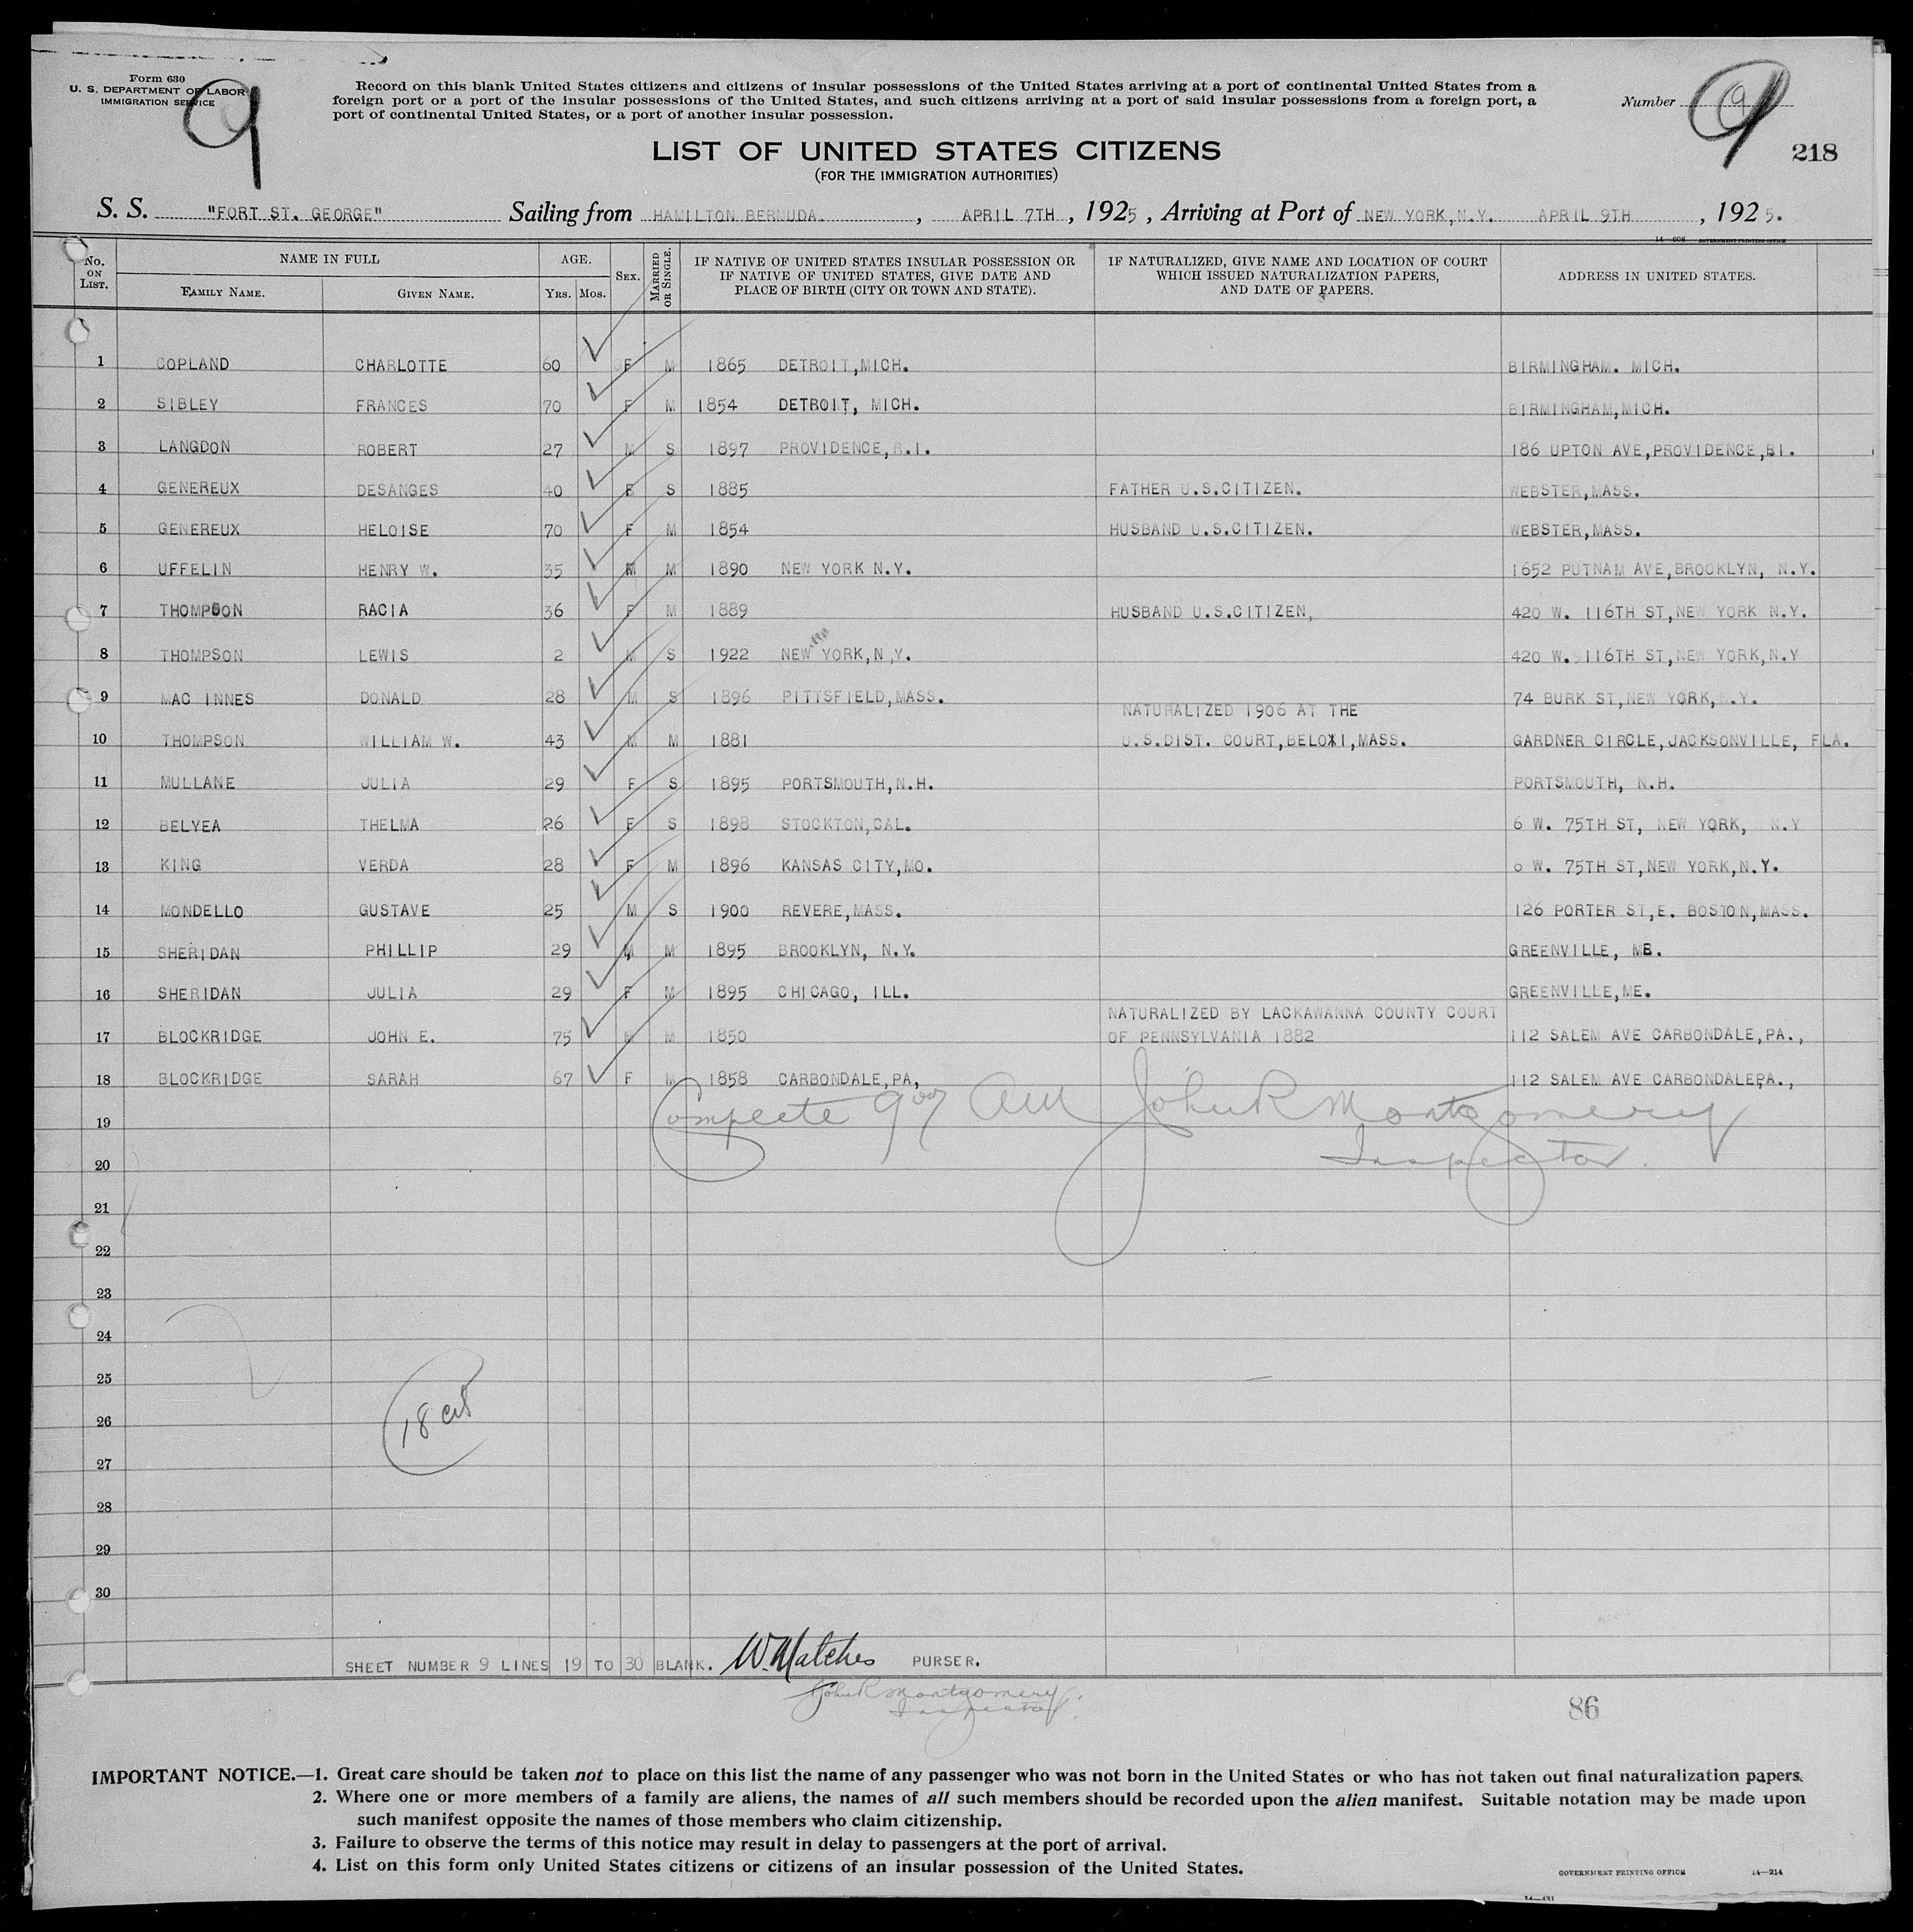 Form 630
U. S. DEPARTMENT OF LABOR
IMMIGRATION SERVICE
9
Record on this blank United States citizens and citizens of insular possessions of the United States arriving at a port of continental United States from a
foreign port or a port of the insular possessions of the United States, and such citizens arriving at a port of said insular possessions from a foreign port, a
port of continental United States, or a port of another insular possession.
Number 9
218
LIST OF UNITED STATES CITIZENS
(FOR THE IMMIGRATION AUTHORITIES)
S. S. "FORT ST. GEORGE" Sailing from HAMILTON BERMUDA. , APRIL 7TH , 1925 , Arriving at Port of NEW YORK,N.Y. APRIL 9TH , 1925.
14—608 GOVERNMENT PRINTING OFFICE
No. ON LIST. NAME IN FULL AGE. SEX. MARRIED OR SINGLE. IF NATIVE OF UNITED STATES INSULAR POSSESSION OR IF NATIVE OF UNITED STATES, GIVE DATE AND PLACE OF BIRTH (CITY OR TOWN AND STATE). IF NATURALIZED, GIVE NAME AND LOCATION OF COURT WHICH ISSUED NATURALIZATION PAPERS, AND DATE OF PAPERS. ADDRESS IN UNITED STATES.
FAMILY NAME. GIVEN NAME. YRS. MOS.
1 COPLAND CHARLOTTE 60 F M 1865 DETROIT,MICH. BIRMINGHAM. MICH.
2 SIBLEY FRANCES 70 F M 1854 DETROIT, MICH. BIRMINGHAM,MICH.
3 LANGDON ROBERT 27 M S 1897 PROVIDENCE,R.I. 186 UPTON AVE,PROVIDENCE,RI.
4 GENEREUX DESANGES 40 F S 1885 FATHER U.S.CITIZEN. WEBSTER,MASS.
5 GENEREUX HELOISE 70 F M 1854 HUSBAND U.S.CITIZEN. WEBSTER,MASS.
6 UFFELIN HENRY W. 35 M M 1890 NEW YORK N.Y. 1652 PUTNAM AVE,BROOKLYN, N.Y.
7 THOMPSON RACIA 36 F M 1889 HUSBAND U.S.CITIZEN, 420 W. 116TH ST,NEW YORK N.Y.
8 THOMPSON LEWIS 2 M S 1922 NEW YORK,N.Y. 420 W. 116TH ST,NEW YORK,N.Y
9 MAC INNES DONALD 28 M S 1896 PITTSFIELD,MASS. 74 BURK ST,NEW YORK,N.Y.
NATURALIZED 1906 AT THE
10 THOMPSON WILLIAM W. 43 M M 1881 U.S.DIST. COURT,BELOXI,MASS. GARDNER CIRCLE,JACKSONVILLE, FLA.
11 MULLANE JULIA 29 F S 1895 PORTSMOUTH,N.H. PORTSMOUTH, N.H.
12 BELYEA THELMA 26 F S 1898 STOCKTON,CAL. 6 W. 75TH ST, NEW YORK, N.Y
13 KING VERDA 28 F M 1896 KANSAS CITY,MO. 6 W. 75TH ST,NEW YORK,N.Y.
14 MONDELLO GUSTAVE 25 M S 1900 REVERE,MASS. 126 PORTER ST,E. BOSTON,MASS.
15 SHERIDAN PHILLIP 29 M M 1895 BROOKLYN, N.Y. GREENVILLE, ME.
16 SHERIDAN JULIA 29 F M 1895 CHICAGO, ILL. GREENVILLE,ME.
NATURALIZED BY LACKAWANNA COUNTY COURT
17 BLOCKRIDGE JOHN E. 75 M M 1850 OF PENNSYLVANIA 1882 112 SALEM AVE CARBONDALE,PA.,
18 BLOCKRIDGE SARAH 67 F M 1858 CARBONDALE,PA, 112 SALEM AVE CARBONDALE,PA.,
19 Complete John R Montgomery
20 Inspector.
21
22
23
24
25
26 18 cit
27
28
29
30
SHEET NUMBER 9 LINES 19 TO 30 BLANK. W. Matches PURSER.
John R Montgomery.
Inspector.
86
IMPORTANT NOTICE.—1. Great care should be taken not to place on this list the name of any passenger who was not born in the United States or who has not taken out final naturalization papers.
2. Where one or more members of a family are aliens, the names of all such members should be recorded upon the alien manifest. Suitable notation may be made upon
such manifest opposite the names of those members who claim citizenship.
3. Failure to observe the terms of this notice may result in delay to passengers at the port of arrival.
4. List on this form only United States citizens or citizens of an insular possession of the United States.
GOVERNMENT PRINTING OFFICE 14—214
14—431